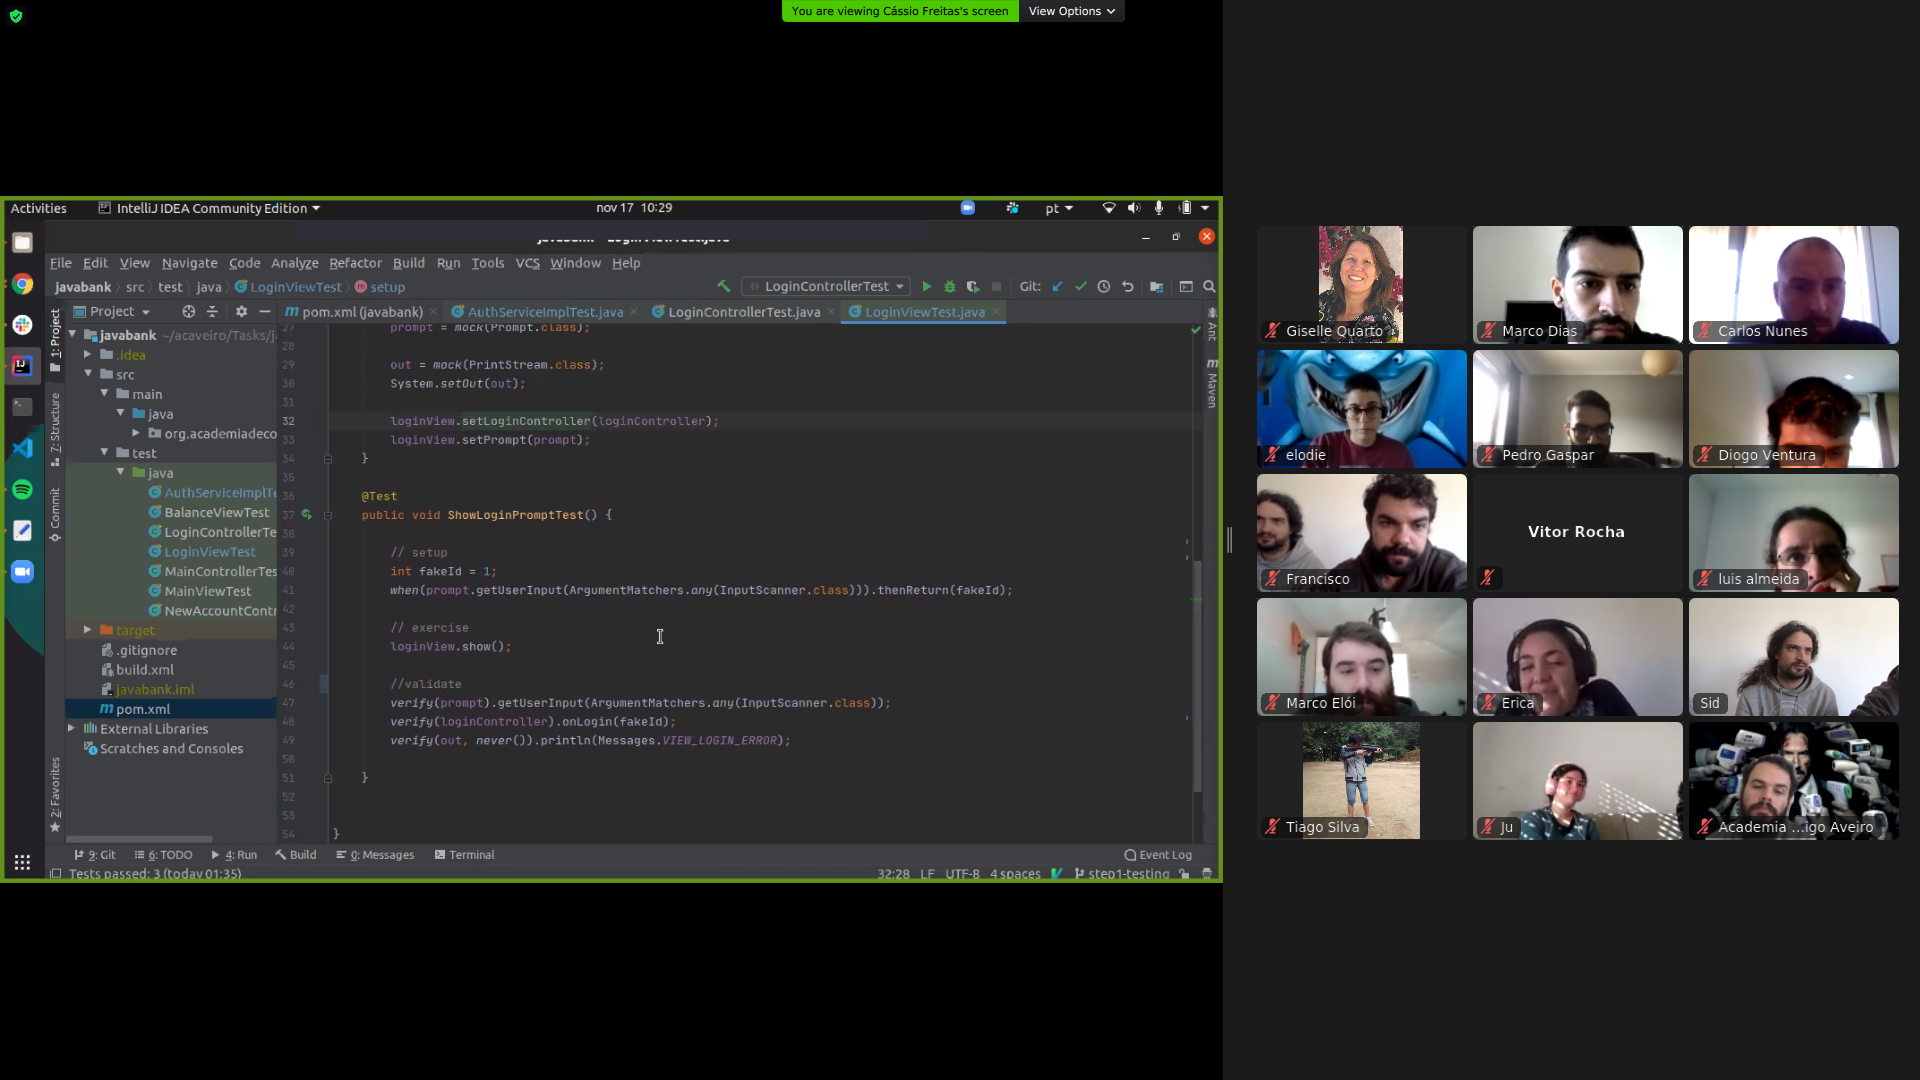 You are viewing Cássio Freitas's screen
View Options
Activities
IntelliJ IDEA Community Edition
nov 17 10:29
pt
javabank – LoginViewTest.java
File Edit View Navigate Code Analyze Refactor Build Run Tools VCS Window Help
javabank src test java LoginViewTest setup
LoginControllerTest
Git:
Project
pom.xml (javabank)
AuthServiceImplTest.java
LoginControllerTest.java
LoginViewTest.java
1: Project
7: Structure
Commit
2: Favorites
Ant
Maven
javabank ~/acaveiro/Tasks/j
.idea
src
main
java
org.academiadeco
test
java
AuthServiceImplTe
BalanceViewTest
LoginControllerTe
LoginViewTest
MainControllerTes
MainViewTest
NewAccountContr
target
.gitignore
build.xml
javabank.iml
pom.xml
External Libraries
Scratches and Consoles
27 prompt = mock(Prompt.class);
28
29 out = mock(PrintStream.class);
30 System.setOut(out);
31
32 loginView.setLoginController(loginController);
33 loginView.setPrompt(prompt);
34 }
35
36 @Test
37 public void ShowLoginPromptTest() {
38
39 // setup
40 int fakeId = 1;
41 when(prompt.getUserInput(ArgumentMatchers.any(InputScanner.class))).thenReturn(fakeId);
42
43 // exercise
44 loginView.show();
45
46 //validate
47 verify(prompt).getUserInput(ArgumentMatchers.any(InputScanner.class));
48 verify(loginController).onLogin(fakeId);
49 verify(out, never()).println(Messages.VIEW_LOGIN_ERROR);
50
51 }
52
53
54 }
9: Git 6: TODO 4: Run Build 0: Messages Terminal
Event Log
Tests passed: 3 (today 01:35)
32:28 LF UTF-8 4 spaces step1-testing
Giselle Quarto
Marco Dias
Carlos Nunes
elodie
Pedro Gaspar
Diogo Ventura
Francisco
Vitor Rocha
luis almeida
Marco Elói
Erica
Sid
Tiago Silva
Ju
Academia ...igo Aveiro